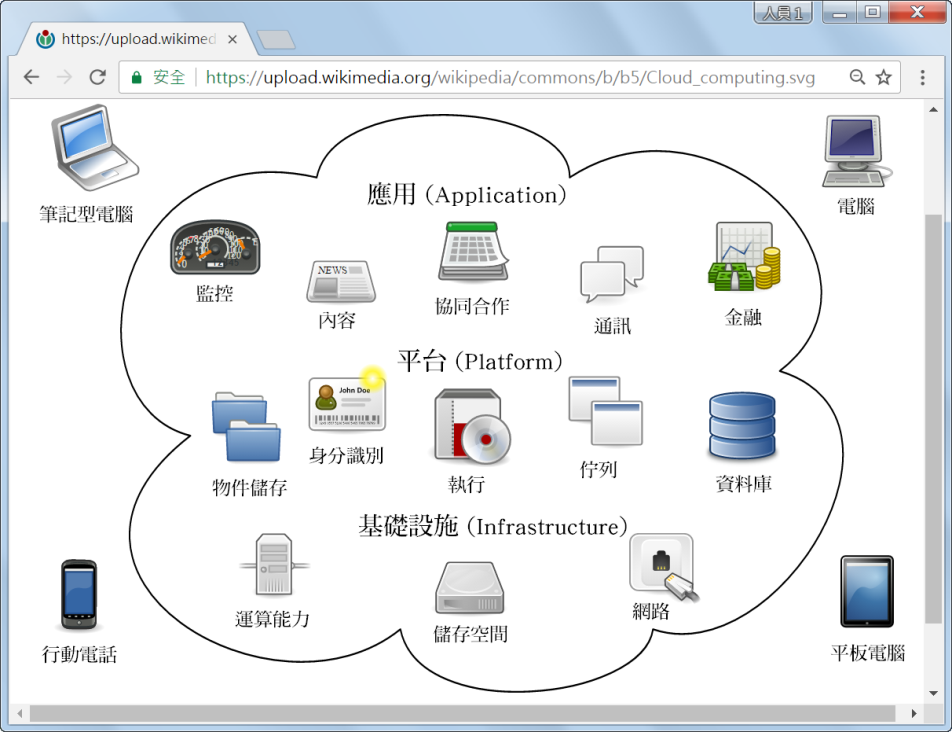 人員1
https://upload.wikimed
安全 https://upload.wikimedia.org/wikipedia/commons/b/b5/Cloud_computing.svg
筆記型電腦
電腦
應用 (Application)
監控
NEWS
內容
協同合作
通訊
金融
平台 (Platform)
物件儲存
John Doe
身分識別
執行
佇列
資料庫
基礎設施 (Infrastructure)
運算能力
儲存空間
網路
行動電話
平板電腦